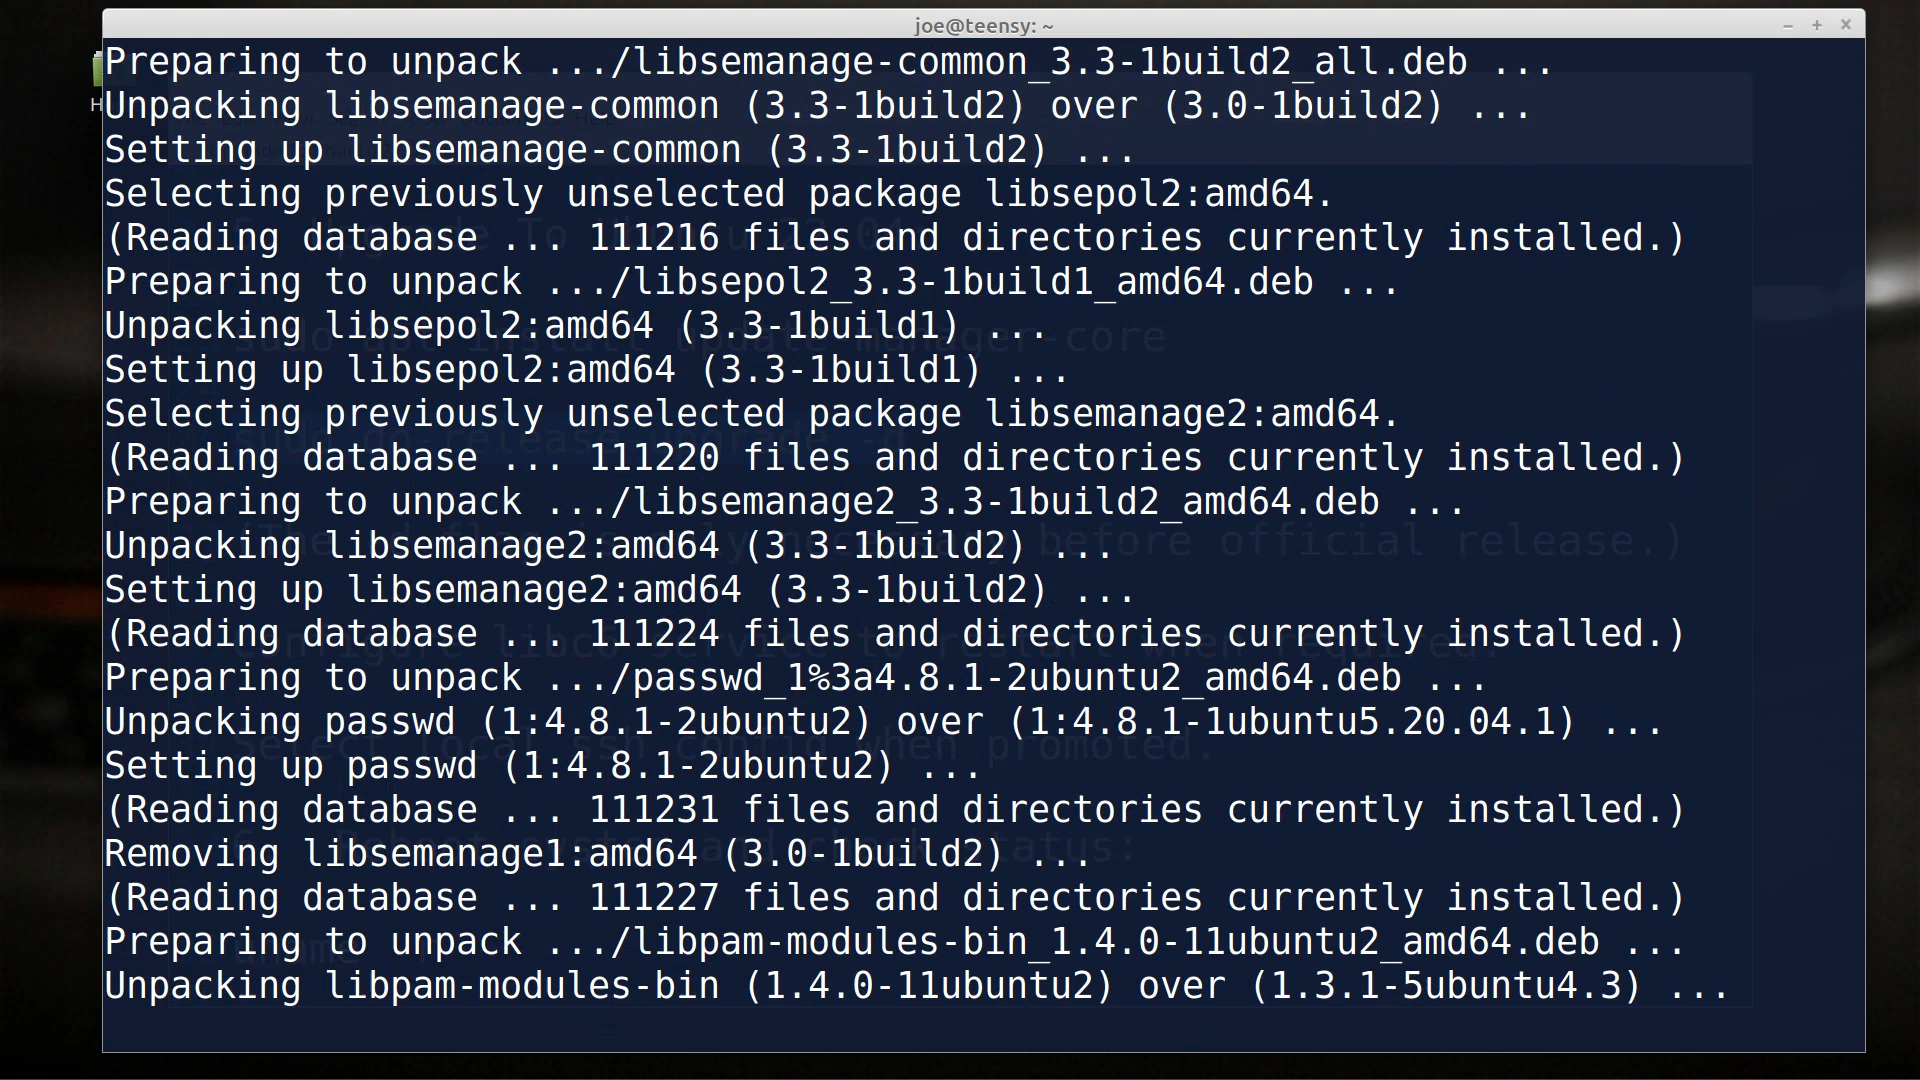 joe@teensy: ~
Preparing to unpack .../libsemanage-common_3.3-1build2_all.deb ...
Unpacking libsemanage-common (3.3-1build2) over (3.0-1build2) ...
Setting up libsemanage-common (3.3-1build2) ...
Selecting previously unselected package libsepol2:amd64.
(Reading database ... 111216 files and directories currently installed.)
Preparing to unpack .../libsepol2_3.3-1build1_amd64.deb ...
Unpacking libsepol2:amd64 (3.3-1build1) ...
Setting up libsepol2:amd64 (3.3-1build1) ...
Selecting previously unselected package libsemanage2:amd64.
(Reading database ... 111220 files and directories currently installed.)
Preparing to unpack .../libsemanage2_3.3-1build2_amd64.deb ...
Unpacking libsemanage2:amd64 (3.3-1build2) ...
Setting up libsemanage2:amd64 (3.3-1build2) ...
(Reading database ... 111224 files and directories currently installed.)
Preparing to unpack .../passwd_1%3a4.8.1-2ubuntu2_amd64.deb ...
Unpacking passwd (1:4.8.1-2ubuntu2) over (1:4.8.1-1ubuntu5.20.04.1) ...
Setting up passwd (1:4.8.1-2ubuntu2) ...
(Reading database ... 111231 files and directories currently installed.)
Removing libsemanage1:amd64 (3.0-1build2) ...
(Reading database ... 111227 files and directories currently installed.)
Preparing to unpack .../libpam-modules-bin_1.4.0-11ubuntu2_amd64.deb ...
Unpacking libpam-modules-bin (1.4.0-11ubuntu2) over (1.3.1-5ubuntu4.3) ...